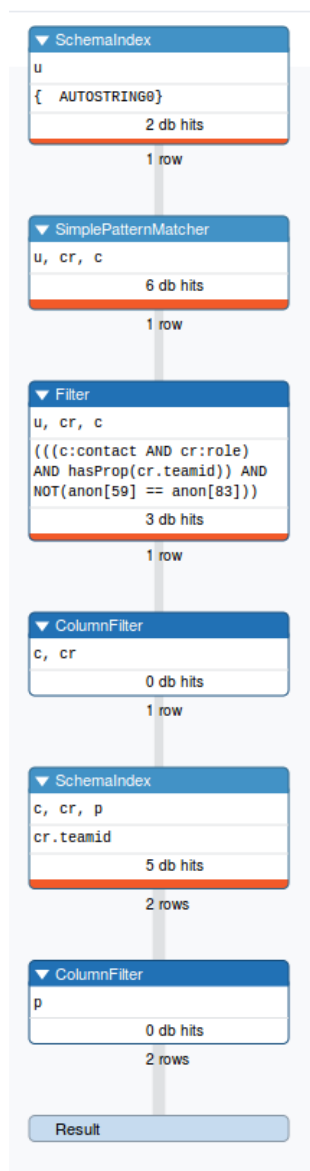 SchemaIndex
u
{  AUTOSTRING0}
2 db hits
1 row
SimplePatternMatcher
u, cr, c
6 db hits
1 row
Filter
u, cr, c
(((c:contact AND cr:role)
AND hasProp(cr.teamid)) AND
NOT(anon[59] == anon[83]))
3 db hits
1 row
ColumnFilter
c, cr
0 db hits
1 row
SchemaIndex
c, cr, p
cr.teamid
5 db hits
2 rows
ColumnFilter
p
0 db hits
2 rows
Result